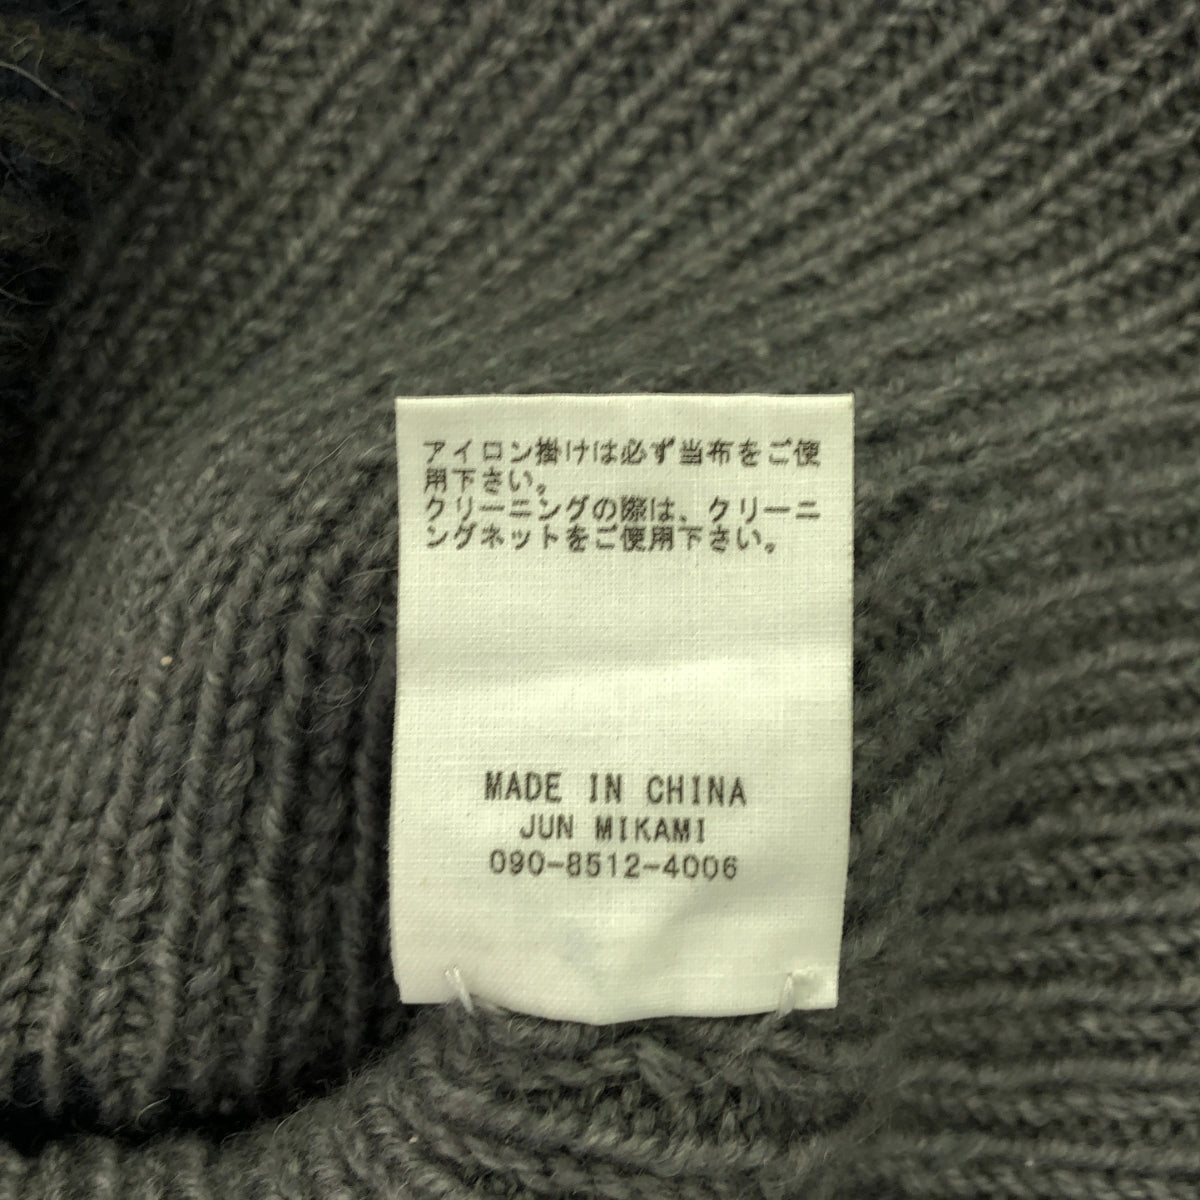 アイロン掛けは必ず当布をご使
用下さい。
クリーニングの際は、クリーニ
ングネットをご使用下さい。
MADE IN CHINA
JUN MIKAMI
090-8512-4006